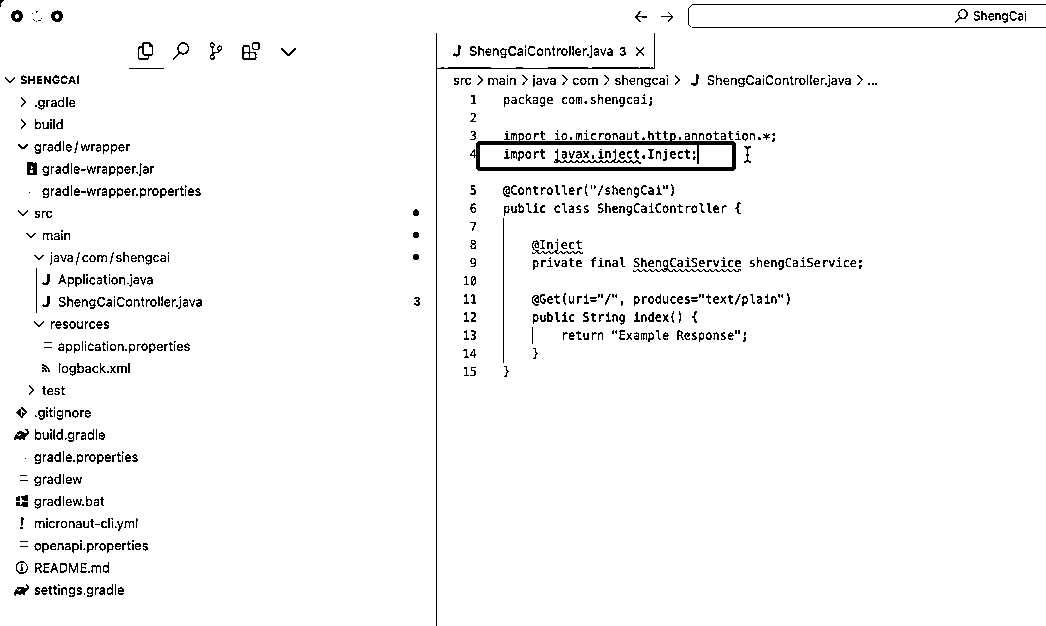 ShengCai
ShengCaiController.java 3
SHENGCAI
.gradle
build
gradle/wrapper
gradle-wrapper.jar
gradle-wrapper.properties
src
main
java/com/shengcai
Application.java
ShengCaiController.java 3
resources
application.properties
logback.xml
test
.gitignore
build.gradle
gradle.properties
gradlew
gradlew.bat
micronaut-cli.yml
openapi.properties
README.md
settings.gradle
src > main > java > com > shengcai > ShengCaiController.java > ...
1 package com.shengcai;
2
3 import io.micronaut.http.annotation.*;
4 import javax.inject.Inject;
5 @Controller("/shengCai")
6 public class ShengCaiController {
7
8 @Inject
9 private final ShengCaiService shengCaiService;
10
11 @Get(uri="/", produces="text/plain")
12 public String index() {
13 return "Example Response";
14 }
15 }